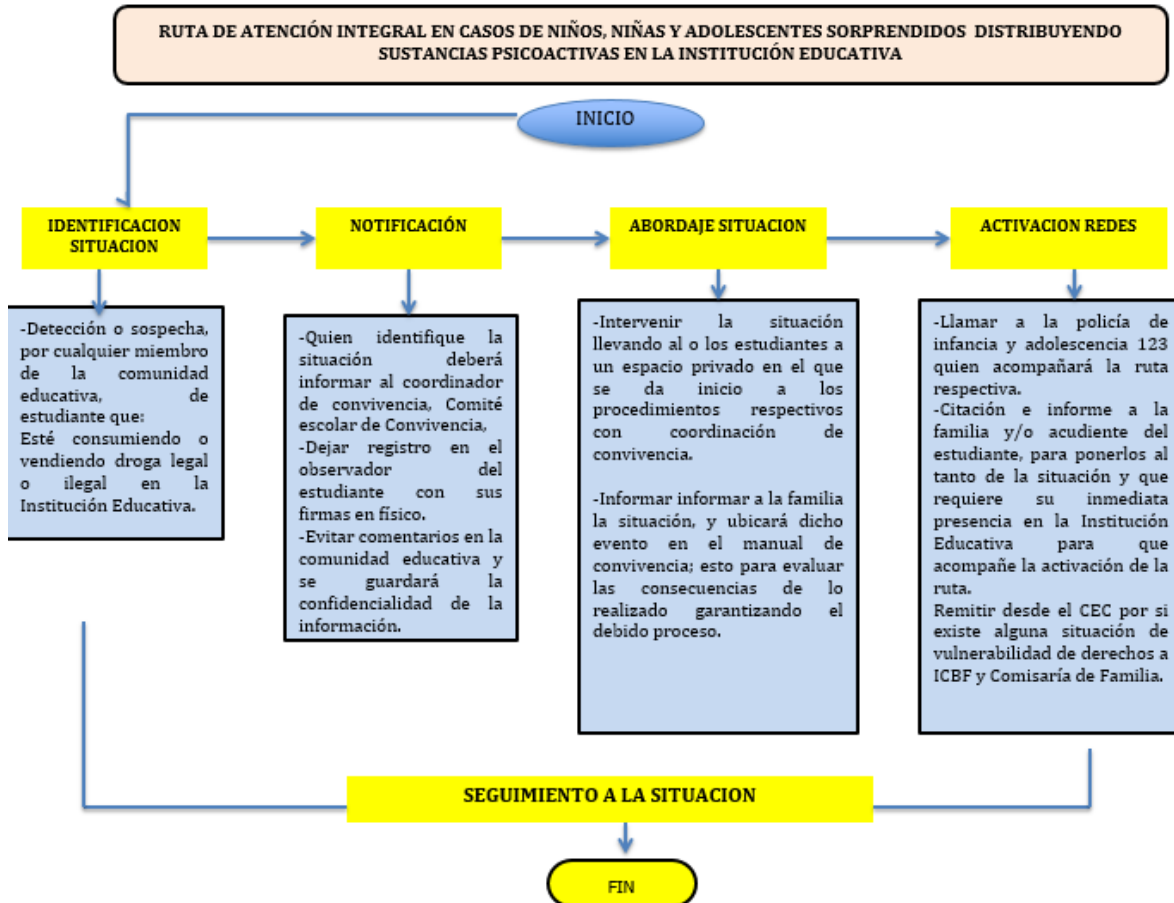 RUTA DE ATENCIÓN INTEGRAL EN CASOS DE NIÑOS, NIÑAS Y ADOLESCENTES SORPRENDIDOS DISTRIBUYENDO
SUSTANCIAS PSICOACTIVAS EN LA INSTITUCIÓN EDUCATIVA
INICIO
IDENTIFICACION
SITUACION
NOTIFICACIÓN
ABORDAJE SITUACION
ACTIVACION REDES
-Detección o sospecha,
por cualquier miembro
de la comunidad
educativa, de
estudiante que:
Esté consumiendo o
vendiendo droga legal
o ilegal en la
Institución Educativa.
-Quien identifique la
situación deberá
informar al coordinador
de convivencia, Comité
escolar de Convivencia,
-Dejar registro en el
observador del
estudiante con sus
firmas en físico.
-Evitar comentarios en la
comunidad educativa y
se guardará la
confidencialidad de la
información.
-Intervenir la situación
llevando al o los estudiantes a
un espacio privado en el que
se da inicio a los
procedimientos respectivos
con coordinación de
convivencia.
-Informar informar a la familia
la situación, y ubicará dicho
evento en el manual de
convivencia; esto para evaluar
las consecuencias de lo
realizado garantizando el
debido proceso.
-Llamar a la policía de
infancia y adolescencia 123
quien acompañará la ruta
respectiva.
-Citación e informe a la
familia y/o acudiente del
estudiante, para ponerlos al
tanto de la situación y que
requiere su inmediata
presencia en la Institución
Educativa para que
acompañe la activación de la
ruta.
Remitir desde el CEC por si
existe alguna situación de
vulnerabilidad de derechos a
ICBF y Comisaría de Familia.
SEGUIMIENTO A LA SITUACION
FIN